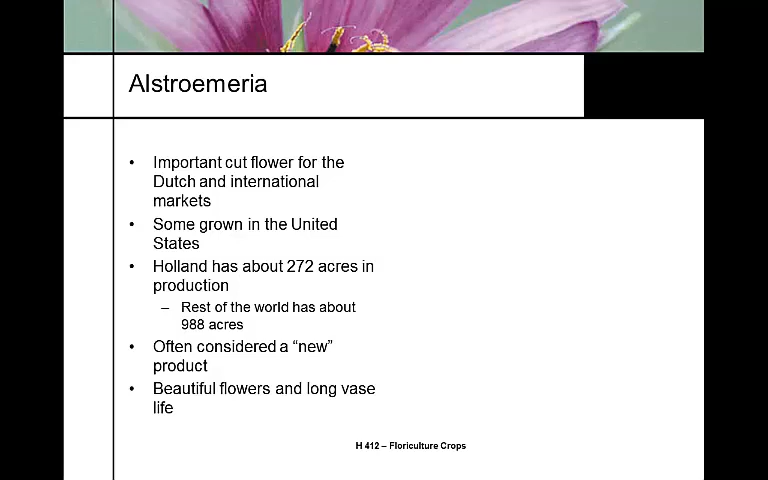 Alstroemeria
• Important cut flower for the
Dutch and international
markets
• Some grown in the United
States
• Holland has about 272 acres in
production
– Rest of the world has about
988 acres
• Often considered a “new”
product
• Beautiful flowers and long vase
life
H 412 – Floriculture Crops